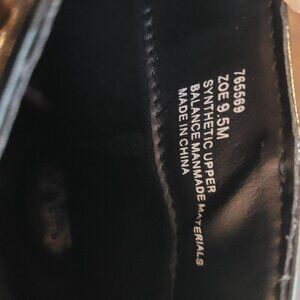 765569
ZOE 9.5M
SYNTHETIC UPPER
BALANCE MANMADE MATERIALS
MADE IN CHINA